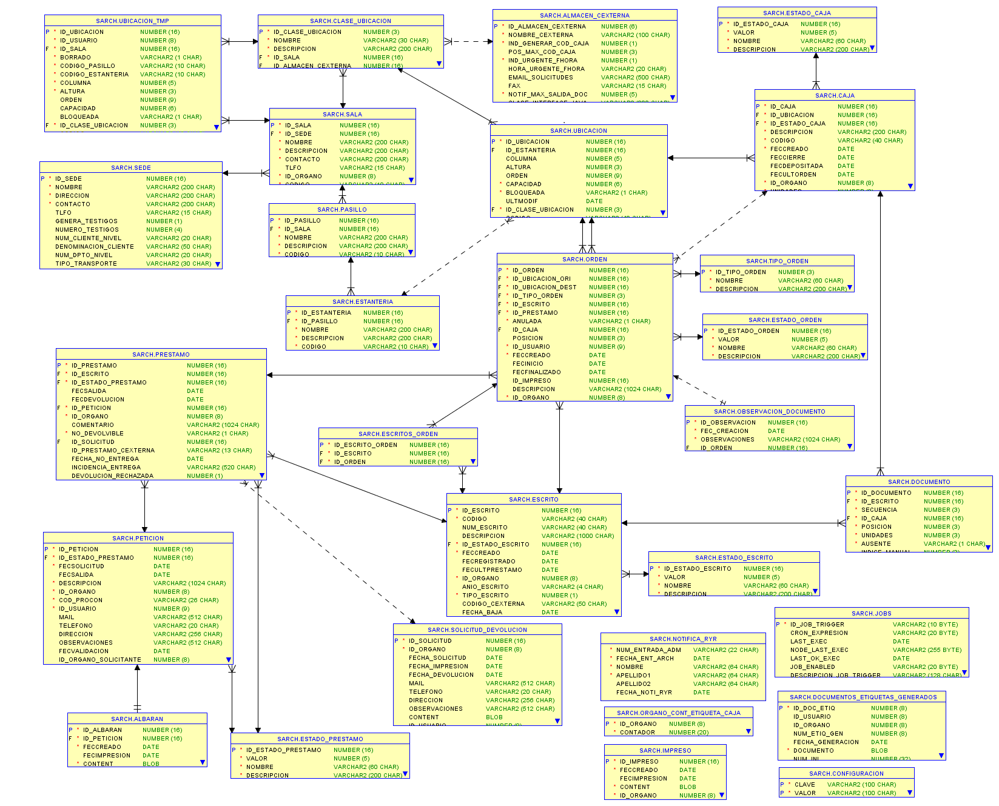 SARCH.UBICACION_TMP
P * ID_UBICACION NUMBER (16)
* ID_USUARIO NUMBER (8)
F * ID_SALA NUMBER (16)
* BORRADO VARCHAR2 (1 CHAR)
* CODIGO_PASILLO VARCHAR2 (10 CHAR)
* CODIGO_ESTANTERIA VARCHAR2 (10 CHAR)
* COLUMNA NUMBER (5)
* ALTURA NUMBER (3)
ORDEN NUMBER (9)
CAPACIDAD NUMBER (6)
BLOQUEADA VARCHAR2 (1 CHAR)
F * ID_CLASE_UBICACION NUMBER (3)
SARCH.CLASE_UBICACION
P * ID_CLASE_UBICACION NUMBER (3)
* NOMBRE VARCHAR2 (30 CHAR)
* DESCRIPCION VARCHAR2 (200 CHAR)
F * ID_SALA NUMBER (16)
F ID_ALMACEN_CEXTERNA NUMBER (16)
SARCH.ALMACEN_CEXTERNA
P * ID_ALMACEN_CEXTERNA NUMBER (6)
* NOMBRE_CEXTERNA VARCHAR2 (100 CHAR)
* IND_GENERAR_COD_CAJA NUMBER (1)
POS_MAX_COD_CAJA NUMBER (3)
* IND_URGENTE_FHORA NUMBER (1)
HORA_URGENTE_FHORA VARCHAR2 (20 CHAR)
EMAIL_SOLICITUDES VARCHAR2 (500 CHAR)
FAX VARCHAR2 (15 CHAR)
* NOTIF_MAX_SALIDA_DOC NUMBER (5)
SARCH.ESTADO_CAJA
P * ID_ESTADO_CAJA NUMBER (16)
* VALOR NUMBER (5)
* NOMBRE VARCHAR2 (60 CHAR)
* DESCRIPCION VARCHAR2 (200 CHAR)
SARCH.CAJA
P * ID_CAJA NUMBER (16)
F * ID_UBICACION NUMBER (16)
F * ID_ESTADO_CAJA NUMBER (16)
* DESCRIPCION VARCHAR2 (200 CHAR)
* CODIGO VARCHAR2 (40 CHAR)
* FECCREADO DATE
FECCIERRE DATE
FECDEPOSITADA DATE
FECULTORDEN DATE
* ID_ORGANO NUMBER (8)
SARCH.SALA
P * ID_SALA NUMBER (16)
F * ID_SEDE NUMBER (16)
* NOMBRE VARCHAR2 (200 CHAR)
* DESCRIPCION VARCHAR2 (200 CHAR)
* CONTACTO VARCHAR2 (200 CHAR)
TLFO VARCHAR2 (15 CHAR)
* ID_ORGANO NUMBER (8)
SARCH.UBICACION
P * ID_UBICACION NUMBER (16)
F ID_ESTANTERIA NUMBER (16)
COLUMNA NUMBER (5)
ALTURA NUMBER (3)
ORDEN NUMBER (9)
* CAPACIDAD NUMBER (6)
* BLOQUEADA VARCHAR2 (1 CHAR)
ULTMODIF DATE
F * ID_CLASE_UBICACION NUMBER (3)
SARCH.SEDE
P * ID_SEDE NUMBER (16)
* NOMBRE VARCHAR2 (200 CHAR)
* DIRECCION VARCHAR2 (200 CHAR)
* CONTACTO VARCHAR2 (200 CHAR)
TLFO VARCHAR2 (15 CHAR)
GENERA_TESTIGOS NUMBER (1)
NUMERO_TESTIGOS NUMBER (4)
NUM_CLIENTE_NIVEL VARCHAR2 (20 CHAR)
DENOMINACION_CLIENTE VARCHAR2 (50 CHAR)
NUM_DPTO_NIVEL VARCHAR2 (20 CHAR)
TIPO_TRANSPORTE VARCHAR2 (30 CHAR)
SARCH.PASILLO
P * ID_PASILLO NUMBER (16)
F * ID_SALA NUMBER (16)
* NOMBRE VARCHAR2 (200 CHAR)
* DESCRIPCION VARCHAR2 (200 CHAR)
* CODIGO VARCHAR2 (10 CHAR)
SARCH.ESTANTERIA
P * ID_ESTANTERIA NUMBER (16)
F * ID_PASILLO NUMBER (16)
* NOMBRE VARCHAR2 (200 CHAR)
* DESCRIPCION VARCHAR2 (200 CHAR)
* CODIGO VARCHAR2 (10 CHAR)
SARCH.ORDEN
P * ID_ORDEN NUMBER (16)
F * ID_UBICACION_ORI NUMBER (16)
F * ID_UBICACION_DEST NUMBER (16)
F * ID_TIPO_ORDEN NUMBER (3)
F * ID_ESCRITO NUMBER (16)
F * ID_PRESTAMO NUMBER (16)
* ANULADA VARCHAR2 (1 CHAR)
F ID_CAJA NUMBER (16)
POSICION NUMBER (3)
* ID_USUARIO NUMBER (9)
* FECCREADO DATE
FECINICIO DATE
FECFINALIZADO DATE
ID_IMPRESO NUMBER (16)
DESCRIPCION VARCHAR2 (1024 CHAR)
* ID_ORGANO NUMBER (8)
SARCH.TIPO_ORDEN
P * ID_TIPO_ORDEN NUMBER (3)
* NOMBRE VARCHAR2 (60 CHAR)
* DESCRIPCION VARCHAR2 (200 CHAR)
SARCH.ESTADO_ORDEN
P * ID_ESTADO_ORDEN NUMBER (16)
* VALOR NUMBER (5)
* NOMBRE VARCHAR2 (60 CHAR)
* DESCRIPCION VARCHAR2 (200 CHAR)
SARCH.OBSERVACION_DOCUMENTO
P * ID_OBSERVACION NUMBER (16)
* FEC_CREACION DATE
* OBSERVACIONES VARCHAR2 (1024 CHAR)
F ID_ORDEN NUMBER (16)
SARCH.PRESTAMO
P * ID_PRESTAMO NUMBER (16)
F * ID_ESCRITO NUMBER (16)
F * ID_ESTADO_PRESTAMO NUMBER (16)
FECSALIDA DATE
FECDEVOLUCION DATE
F * ID_PETICION NUMBER (16)
* ID_ORGANO NUMBER (8)
COMENTARIO VARCHAR2 (1024 CHAR)
* NO_DEVOLVIBLE VARCHAR2 (1 CHAR)
F ID_SOLICITUD NUMBER (16)
ID_PRESTAMO_CEXTERNA VARCHAR2 (13 CHAR)
FECHA_NO_ENTREGA DATE
INCIDENCIA_ENTREGA VARCHAR2 (520 CHAR)
DEVOLUCION_RECHAZADA NUMBER (1)
SARCH.ESCRITOS_ORDEN
P * ID_ESCRITO_ORDEN NUMBER (16)
F * ID_ESCRITO NUMBER (16)
F * ID_ORDEN NUMBER (16)
SARCH.DOCUMENTO
P * ID_DOCUMENTO NUMBER (16)
F * ID_ESCRITO NUMBER (16)
* SECUENCIA NUMBER (3)
F * ID_CAJA NUMBER (16)
* POSICION NUMBER (3)
* UNIDADES NUMBER (3)
* AUSENTE VARCHAR2 (1 CHAR)
SARCH.ESCRITO
P * ID_ESCRITO NUMBER (16)
* CODIGO VARCHAR2 (40 CHAR)
NUM_ESCRITO VARCHAR2 (40 CHAR)
DESCRIPCION VARCHAR2 (1000 CHAR)
F * ID_ESTADO_ESCRITO NUMBER (16)
* FECCREADO DATE
FECREGISTRADO DATE
FECULTPRESTAMO DATE
* ID_ORGANO NUMBER (8)
ANIO_ESCRITO VARCHAR2 (4 CHAR)
* TIPO_ESCRITO NUMBER (1)
CODIGO_CEXTERNA VARCHAR2 (50 CHAR)
FECHA_BAJA DATE
SARCH.ESTADO_ESCRITO
P * ID_ESTADO_ESCRITO NUMBER (16)
* VALOR NUMBER (5)
* NOMBRE VARCHAR2 (60 CHAR)
* DESCRIPCION VARCHAR2 (200 CHAR)
SARCH.PETICION
P * ID_PETICION NUMBER (16)
F * ID_ESTADO_PRESTAMO NUMBER (16)
* FECSOLICITUD DATE
FECSALIDA DATE
* DESCRIPCION VARCHAR2 (1024 CHAR)
* ID_ORGANO NUMBER (8)
* COD_PROCON VARCHAR2 (26 CHAR)
* ID_USUARIO NUMBER (9)
MAIL VARCHAR2 (512 CHAR)
TELEFONO VARCHAR2 (20 CHAR)
DIRECCION VARCHAR2 (256 CHAR)
OBSERVACIONES VARCHAR2 (512 CHAR)
FECVALIDACION DATE
ID_ORGANO_SOLICITANTE NUMBER (8)
SARCH.SOLICITUD_DEVOLUCION
P * ID_SOLICITUD NUMBER (16)
* ID_ORGANO NUMBER (8)
FECHA_SOLICITUD DATE
FECHA_IMPRESION DATE
FECHA_DEVOLUCION DATE
MAIL VARCHAR2 (512 CHAR)
TELEFONO VARCHAR2 (20 CHAR)
DIRECCION VARCHAR2 (256 CHAR)
OBSERVACIONES VARCHAR2 (512 CHAR)
CONTENT BLOB
SARCH.NOTIFICA_RYR
* NUM_ENTRADA_ADM VARCHAR2 (22 CHAR)
* FECHA_ENT_ARCH DATE
* NOMBRE VARCHAR2 (64 CHAR)
* APELLIDO1 VARCHAR2 (64 CHAR)
APELLIDO2 VARCHAR2 (64 CHAR)
FECHA_NOTI_RYR DATE
SARCH.JOBS
P * ID_JOB_TRIGGER VARCHAR2 (10 BYTE)
CRON_EXPRESION VARCHAR2 (20 BYTE)
LAST_EXEC DATE
NODE_LAST_EXEC VARCHAR2 (255 BYTE)
LAST_OK_EXEC DATE
JOB_ENABLED VARCHAR2 (20 BYTE)
DESCRIPCION_JOB_TRIGGER VARCHAR2 (128 CHAR)
SARCH.ALBARAN
P * ID_ALBARAN NUMBER (16)
F * ID_PETICION NUMBER (16)
* FECCREADO DATE
FECIMPRESION DATE
* CONTENT BLOB
SARCH.ESTADO_PRESTAMO
P * ID_ESTADO_PRESTAMO NUMBER (16)
* VALOR NUMBER (5)
* NOMBRE VARCHAR2 (60 CHAR)
* DESCRIPCION VARCHAR2 (200 CHAR)
SARCH.ORGANO_CONT_ETIQUETA_CAJA
P * ID_ORGANO NUMBER (8)
* CONTADOR NUMBER (20)
SARCH.DOCUMENTOS_ETIQUETAS_GENERADOS
P * ID_DOC_ETIQ NUMBER (8)
ID_USUARIO NUMBER (8)
ID_ORGANO NUMBER (8)
NUM_ETIQ_GEN NUMBER (8)
FECHA_GENERACION DATE
* DOCUMENTO BLOB
NUM_INI NUMBER (32)
SARCH.IMPRESO
P * ID_IMPRESO NUMBER (16)
* FECCREADO DATE
FECIMPRESION DATE
* CONTENT BLOB
* ID_ORGANO NUMBER (8)
SARCH.CONFIGURACION
P * CLAVE VARCHAR2 (100 CHAR)
P * VALOR VARCHAR2 (100 CHAR)